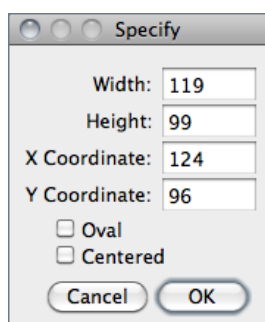 Specify
Width: 119
Height: 99
X Coordinate: 124
Y Coordinate: 96
Oval
Centered
Cancel OK